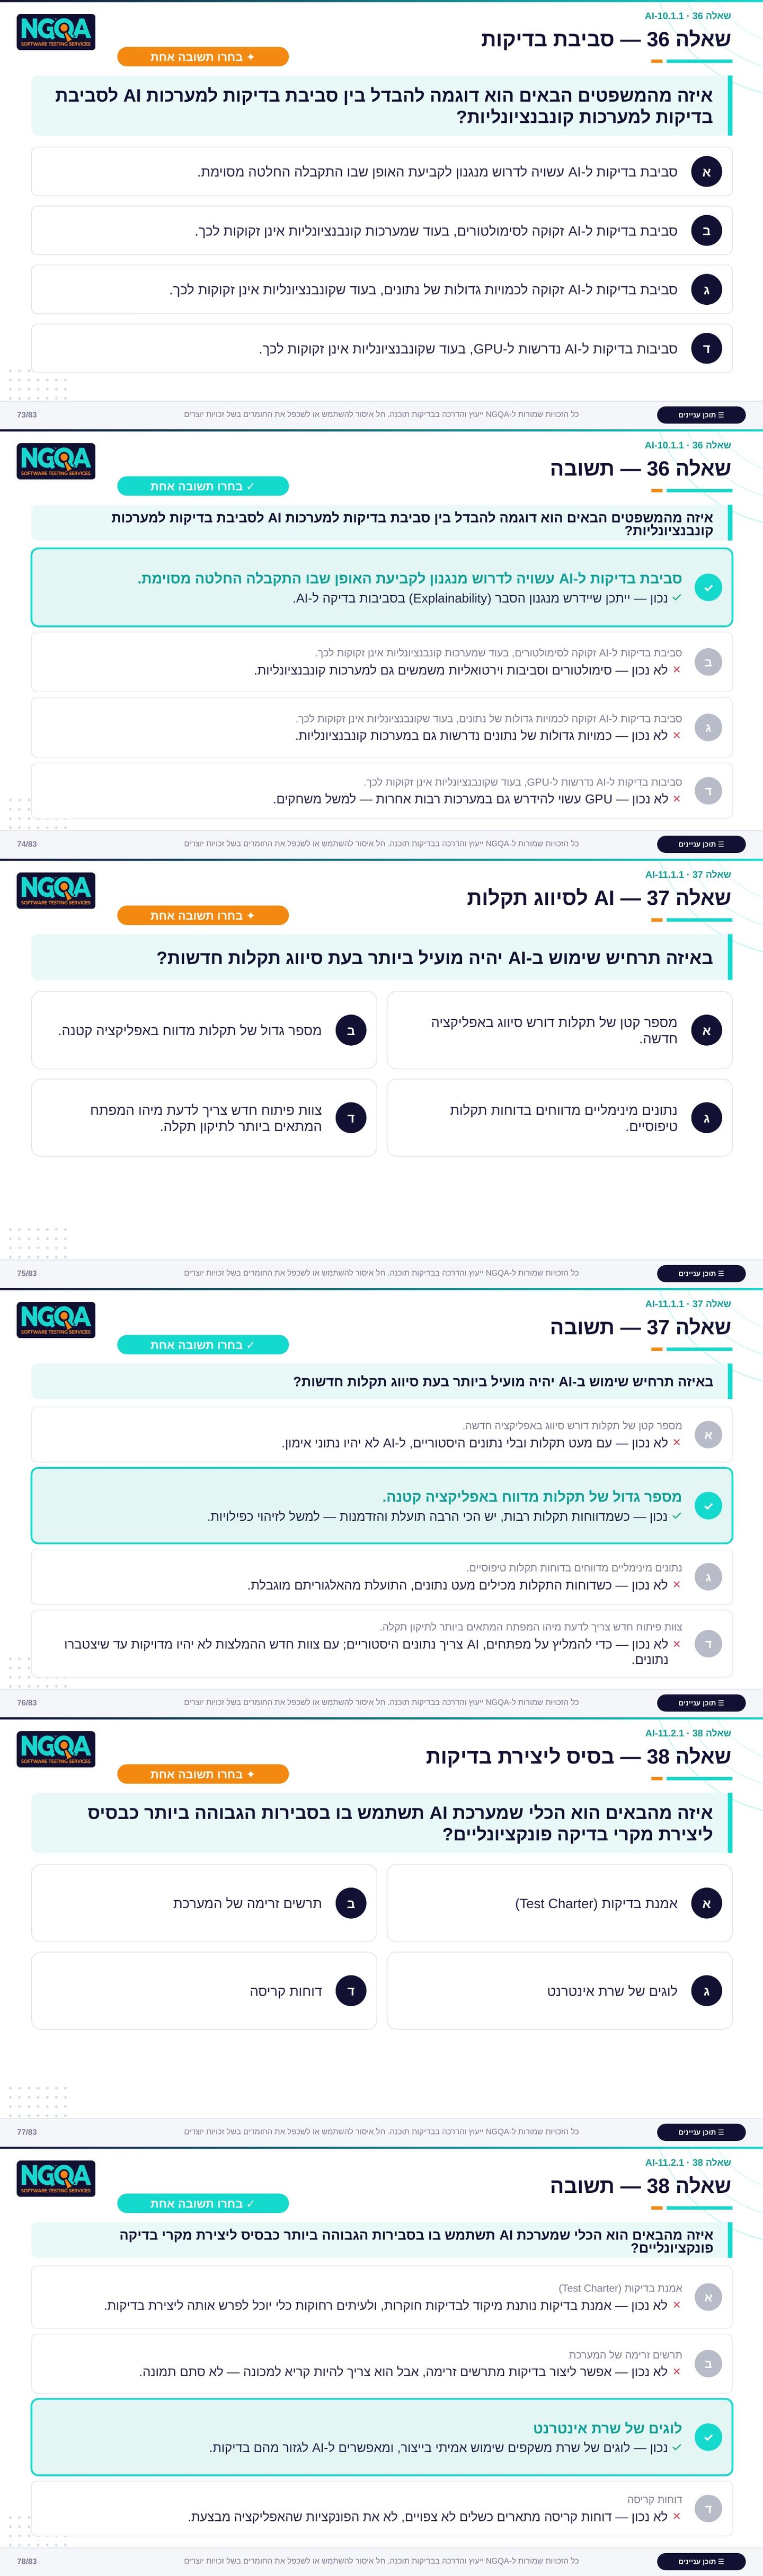 שאלה 36 · AI-10.1.1
שאלה 36 — סביבת בדיקות
NGQA
SOFTWARE TESTING SERVICES
✦ בחרו תשובה אחת
איזה מהמשפטים הבאים הוא דוגמה להבדל בין סביבת בדיקות למערכות AI לסביבת
בדיקות למערכות קונבנציונליות?
א
סביבת בדיקות ל-AI עשויה לדרוש מנגנון לקביעת האופן שבו התקבלה החלטה מסוימת.
ב
סביבת בדיקות ל-AI זקוקה לסימולטורים, בעוד שמערכות קונבנציונליות אינן זקוקות לכך.
ג
סביבת בדיקות ל-AI זקוקה לכמויות גדולות של נתונים, בעוד שקונבנציונליות אינן זקוקות לכך.
ד
סביבות בדיקות ל-AI נדרשות ל-GPU, בעוד שקונבנציונליות אינן זקוקות לכך.
☰ תוכן עניינים
כל הזכויות שמורות ל-NGQA ייעוץ והדרכה בבדיקות תוכנה. חל איסור להשתמש או לשכפל את החומרים בשל זכויות יוצרים
73/83
שאלה 36 · AI-10.1.1
שאלה 36 — תשובה
NGQA
SOFTWARE TESTING SERVICES
✓ בחרו תשובה אחת
איזה מהמשפטים הבאים הוא דוגמה להבדל בין סביבת בדיקות למערכות AI לסביבת בדיקות למערכות
קונבנציונליות?
✓
סביבת בדיקות ל-AI עשויה לדרוש מנגנון לקביעת האופן שבו התקבלה החלטה מסוימת.
✓ נכון — ייתכן שיידרש מנגנון הסבר (Explainability) בסביבות בדיקה ל-AI.
ב
סביבת בדיקות ל-AI זקוקה לסימולטורים, בעוד שמערכות קונבנציונליות אינן זקוקות לכך.
✕ לא נכון — סימולטורים וסביבות וירטואליות משמשים גם למערכות קונבנציונליות.
ג
סביבת בדיקות ל-AI זקוקה לכמויות גדולות של נתונים, בעוד שקונבנציונליות אינן זקוקות לכך.
✕ לא נכון — כמויות גדולות של נתונים נדרשות גם במערכות קונבנציונליות.
ד
סביבות בדיקות ל-AI נדרשות ל-GPU, בעוד שקונבנציונליות אינן זקוקות לכך.
✕ לא נכון — GPU עשוי להידרש גם במערכות רבות אחרות — למשל משחקים.
☰ תוכן עניינים
כל הזכויות שמורות ל-NGQA ייעוץ והדרכה בבדיקות תוכנה. חל איסור להשתמש או לשכפל את החומרים בשל זכויות יוצרים
74/83
שאלה 37 · AI-11.1.1
שאלה 37 — AI לסיווג תקלות
NGQA
SOFTWARE TESTING SERVICES
✦ בחרו תשובה אחת
באיזה תרחיש שימוש ב-AI יהיה מועיל ביותר בעת סיווג תקלות חדשות?
א
מספר קטן של תקלות דורש סיווג באפליקציה
חדשה.
ב
מספר גדול של תקלות מדווח באפליקציה קטנה.
ג
נתונים מינימליים מדווחים בדוחות תקלות
טיפוסיים.
ד
צוות פיתוח חדש צריך לדעת מיהו המפתח
המתאים ביותר לתיקון תקלה.
☰ תוכן עניינים
כל הזכויות שמורות ל-NGQA ייעוץ והדרכה בבדיקות תוכנה. חל איסור להשתמש או לשכפל את החומרים בשל זכויות יוצרים
75/83
שאלה 37 · AI-11.1.1
שאלה 37 — תשובה
NGQA
SOFTWARE TESTING SERVICES
✓ בחרו תשובה אחת
באיזה תרחיש שימוש ב-AI יהיה מועיל ביותר בעת סיווג תקלות חדשות?
א
מספר קטן של תקלות דורש סיווג באפליקציה חדשה.
✕ לא נכון — עם מעט תקלות ובלי נתונים היסטוריים, ל-AI לא יהיו נתוני אימון.
✓
מספר גדול של תקלות מדווח באפליקציה קטנה.
✓ נכון — כשמדווחות תקלות רבות, יש הכי הרבה תועלת והזדמנות — למשל לזיהוי כפילויות.
ג
נתונים מינימליים מדווחים בדוחות תקלות טיפוסיים.
✕ לא נכון — כשדוחות התקלות מכילים מעט נתונים, התועלת מהאלגוריתם מוגבלת.
ד
צוות פיתוח חדש צריך לדעת מיהו המפתח המתאים ביותר לתיקון תקלה.
✕ לא נכון — כדי להמליץ על מפתחים, AI צריך נתונים היסטוריים; עם צוות חדש ההמלצות לא יהיו מדויקות עד שיצטברו
נתונים.
☰ תוכן עניינים
כל הזכויות שמורות ל-NGQA ייעוץ והדרכה בבדיקות תוכנה. חל איסור להשתמש או לשכפל את החומרים בשל זכויות יוצרים
76/83
שאלה 38 · AI-11.2.1
שאלה 38 — בסיס ליצירת בדיקות
NGQA
SOFTWARE TESTING SERVICES
✦ בחרו תשובה אחת
איזה מהבאים הוא הכלי שמערכת AI תשתמש בו בסבירות הגבוהה ביותר כבסיס
ליצירת מקרי בדיקה פונקציונליים?
א
אמנת בדיקות (Test Charter)
ב
תרשים זרימה של המערכת
ג
לוגים של שרת אינטרנט
ד
דוחות קריסה
☰ תוכן עניינים
כל הזכויות שמורות ל-NGQA ייעוץ והדרכה בבדיקות תוכנה. חל איסור להשתמש או לשכפל את החומרים בשל זכויות יוצרים
77/83
שאלה 38 · AI-11.2.1
שאלה 38 — תשובה
NGQA
SOFTWARE TESTING SERVICES
✓ בחרו תשובה אחת
איזה מהבאים הוא הכלי שמערכת AI תשתמש בו בסבירות הגבוהה ביותר כבסיס ליצירת מקרי בדיקה
פונקציונליים?
א
אמנת בדיקות (Test Charter)
✕ לא נכון — אמנת בדיקות נותנת מיקוד לבדיקות חוקרות, ולעיתים רחוקות כלי יוכל לפרש אותה ליצירת בדיקות.
ב
תרשים זרימה של המערכת
✕ לא נכון — אפשר ליצור בדיקות מתרשים זרימה, אבל הוא צריך להיות קריא למכונה — לא סתם תמונה.
✓
לוגים של שרת אינטרנט
✓ נכון — לוגים של שרת משקפים שימוש אמיתי בייצור, ומאפשרים ל-AI לגזור מהם בדיקות.
ד
דוחות קריסה
✕ לא נכון — דוחות קריסה מתארים כשלים לא צפויים, לא את הפונקציות שהאפליקציה מבצעת.
☰ תוכן עניינים
כל הזכויות שמורות ל-NGQA ייעוץ והדרכה בבדיקות תוכנה. חל איסור להשתמש או לשכפל את החומרים בשל זכויות יוצרים
78/83